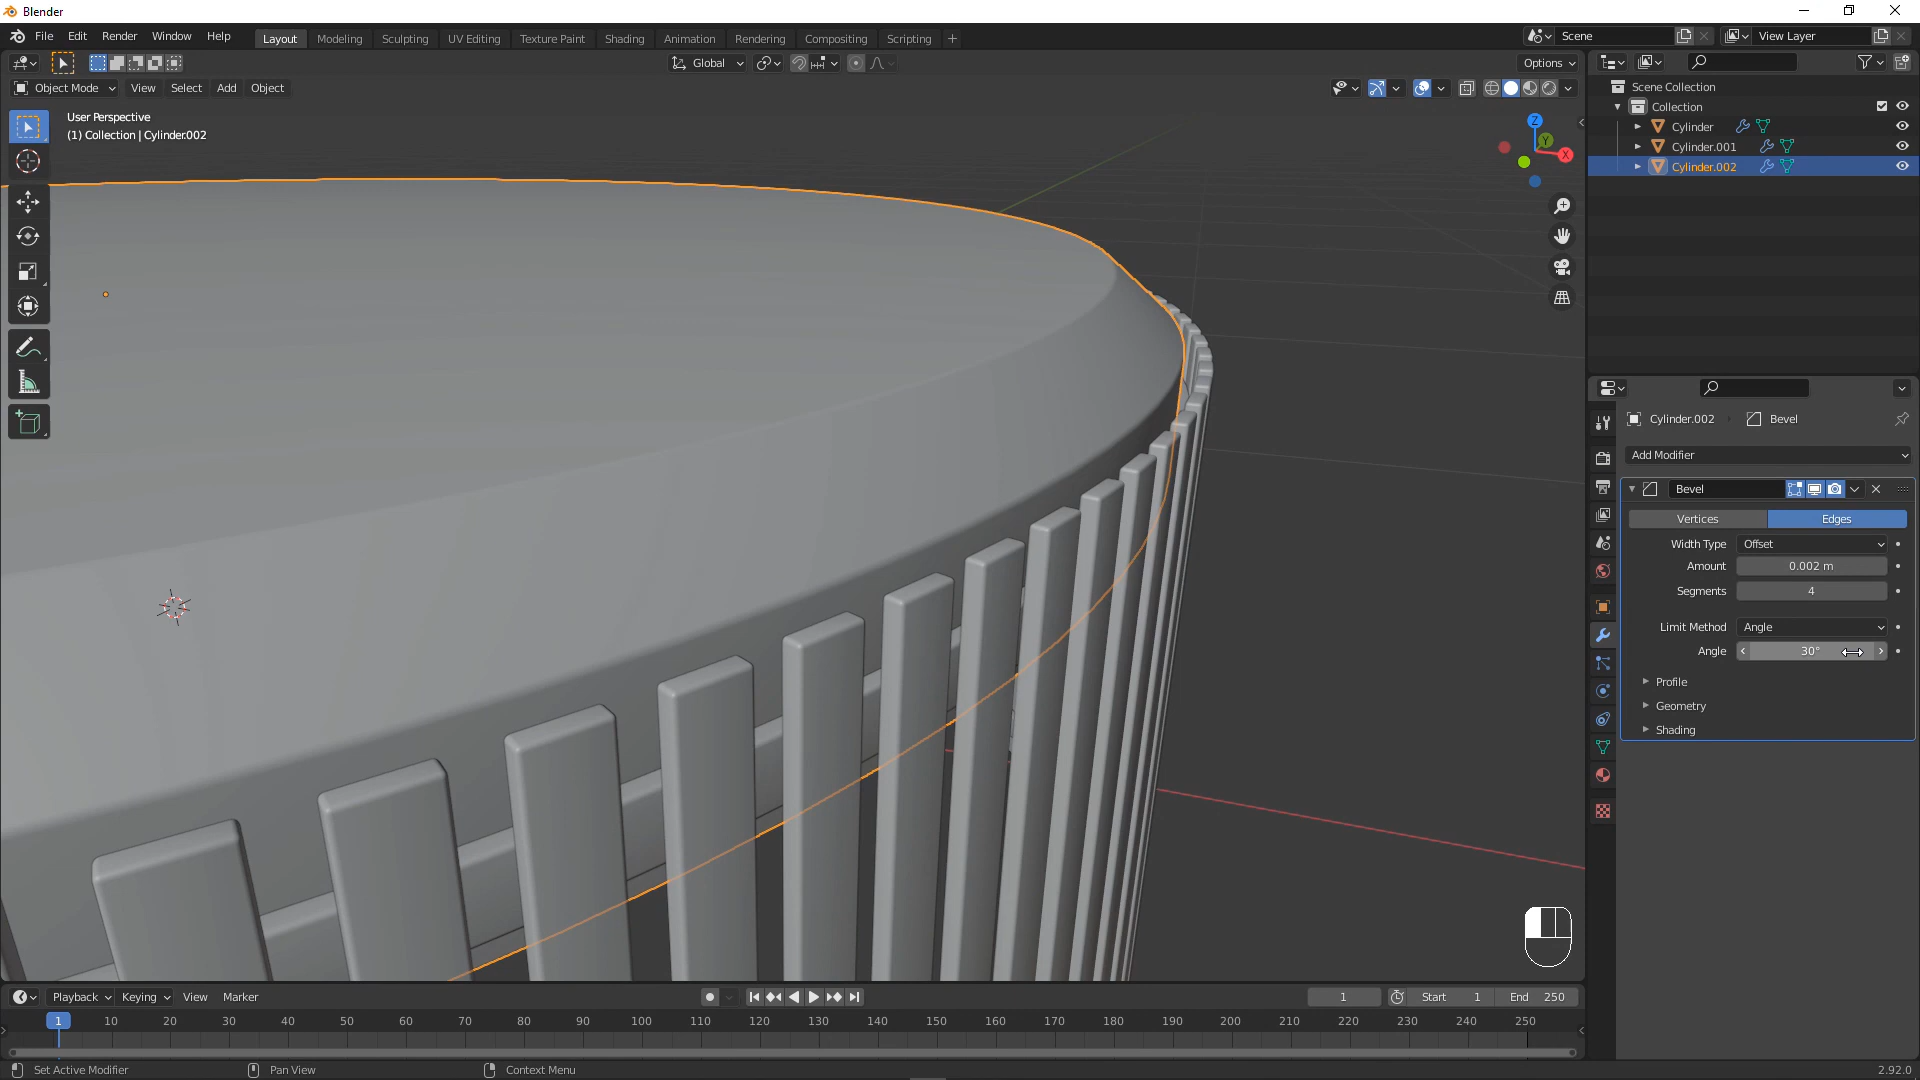 Blender
File Edit Render Window Help
Layout Modeling Sculpting UV Editing Texture Paint Shading Animation Rendering Compositing Scripting
Scene
View Layer
Global
Options
Object Mode View Select Add Object
User Perspective
(1) Collection | Cylinder.002
Z
Y
X
Scene Collection
Collection
Cylinder
Cylinder.001
Cylinder.002
Cylinder.002
Bevel
Add Modifier
Bevel
Vertices
Edges
Width Type Offset
Amount 0.002 m
Segments 4
Limit Method Angle
Angle 30°
Profile
Geometry
Shading
Playback Keying View Marker
1
Start 1
End 250
1 10 20 30 40 50 60 70 80 90 100 110 120 130 140 150 160 170 180 190 200 210 220 230 240 250
Set Active Modifier
Pan View
Context Menu
2.92.0